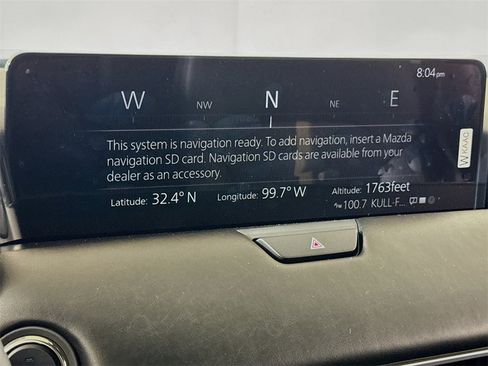 8:04pm
W NW N NE E
This system is navigation ready. To add navigation, insert a Mazda
navigation SD card. Navigation SD cards are available from your
dealer as an accessory.
Latitude: 32.4° N Longitude: 99.7° W Altitude: 1763feet
100.7 KULL-F...